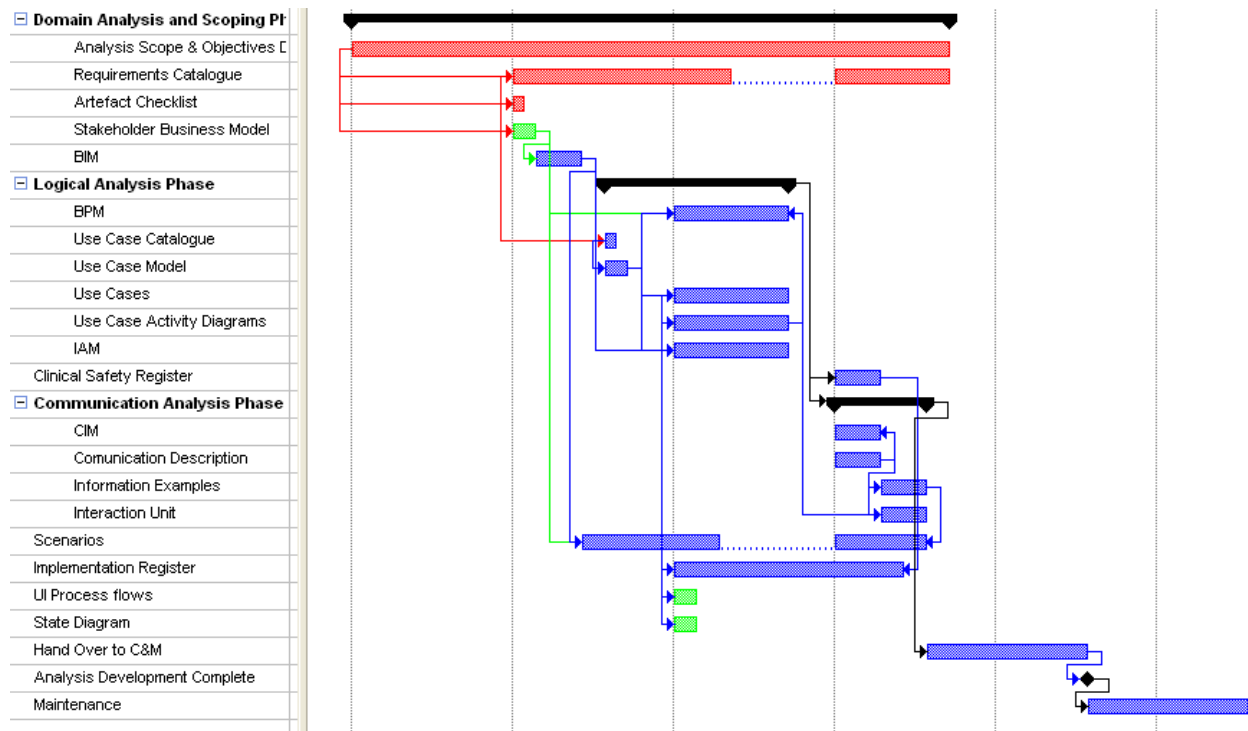 Domain Analysis and Scoping Ph
Analysis Scope & Objectives D
Requirements Catalogue
Artefact Checklist
Stakeholder Business Model
BIM
Logical Analysis Phase
BPM
Use Case Catalogue
Use Case Model
Use Cases
Use Case Activity Diagrams
IAM
Clinical Safety Register
Communication Analysis Phase
CIM
Comunication Description
Information Examples
Interaction Unit
Scenarios
Implementation Register
UI Process flows
State Diagram
Hand Over to C&M
Analysis Development Complete
Maintenance